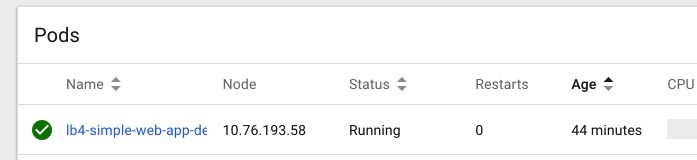 Pods
Name Node Status Restarts Age CPU
lb4-simple-web-app-de 10.76.193.58 Running 0 44 minutes